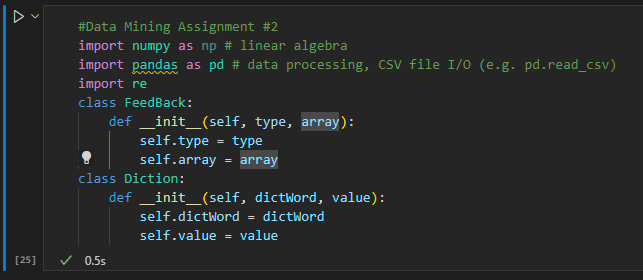 #Data Mining Assignment #2
import numpy as np # linear algebra
import pandas as pd # data processing, CSV file I/O (e.g. pd.read_csv)
import re
class FeedBack:
    def __init__(self, type, array):
        self.type = type
        self.array = array
class Diction:
    def __init__(self, dictWord, value):
        self.dictWord = dictWord
        self.value = value
[25] 0.5s